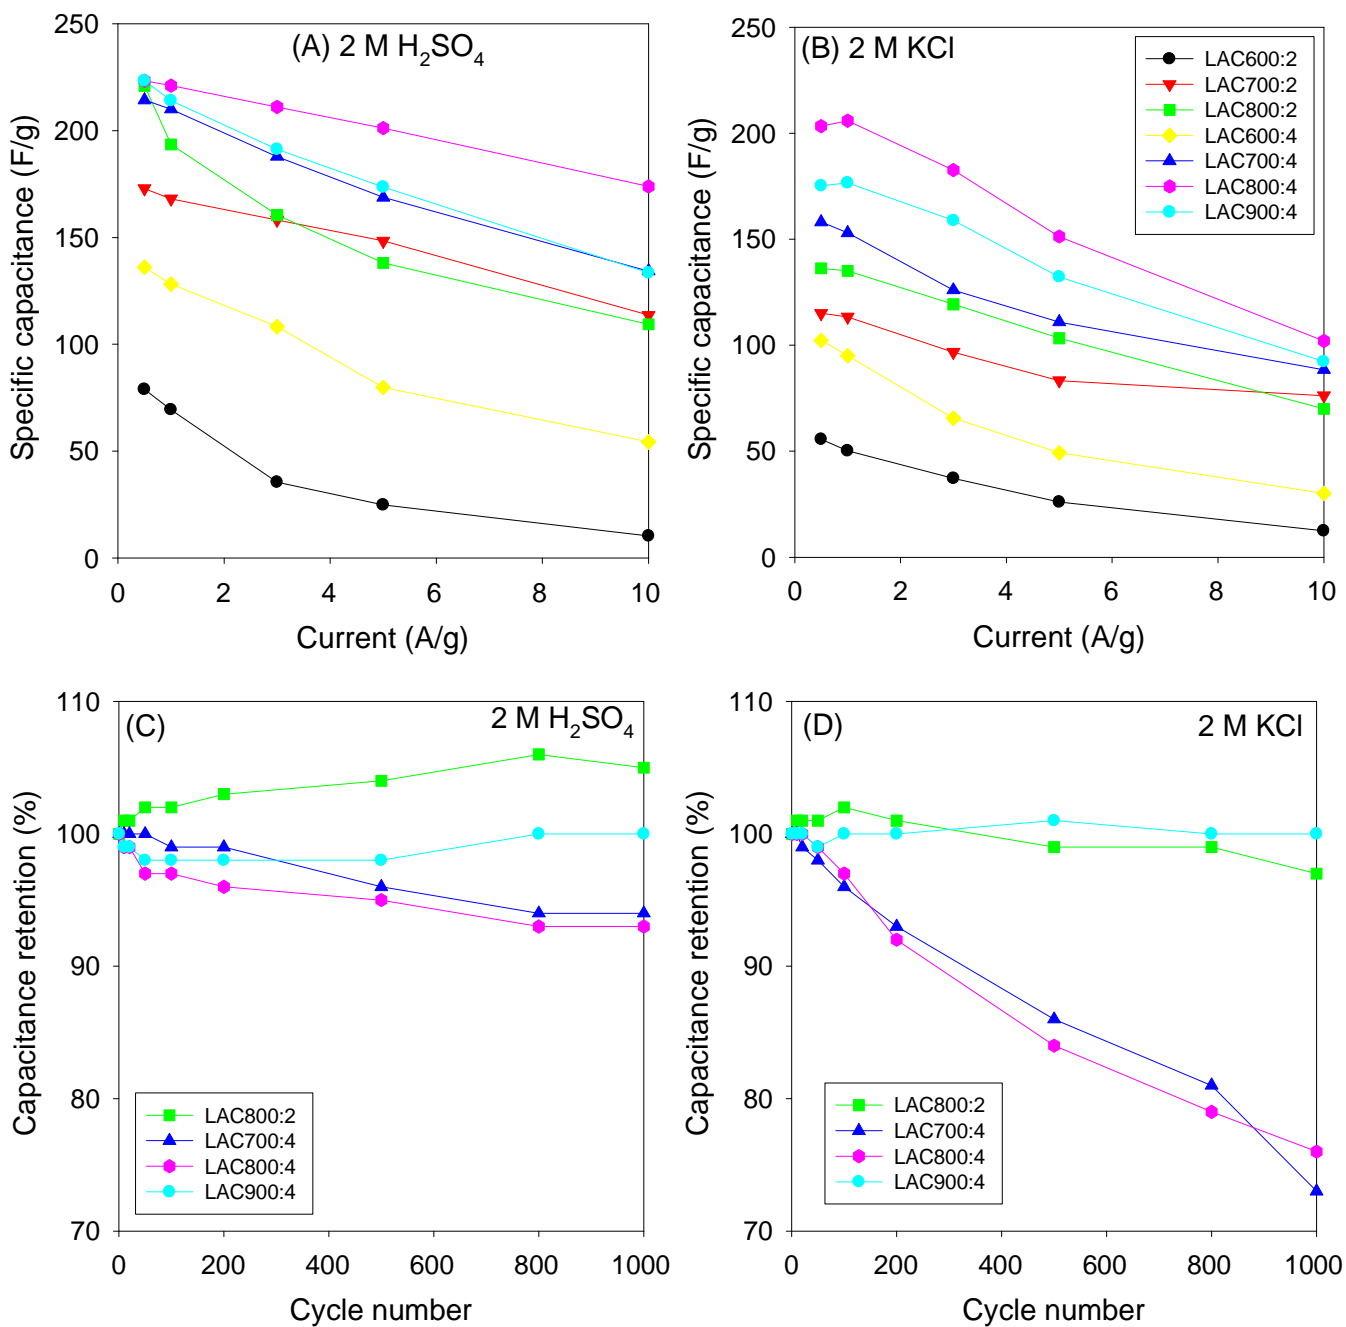 (A) 2 M H₂SO₄
Specific capacitance (F/g)
250
200
150
100
50
0
0 2 4 6 8 10
Current (A/g)
(B) 2 M KCl
Specific capacitance (F/g)
250
200
150
100
50
0
0 2 4 6 8 10
Current (A/g)
LAC600:2
LAC700:2
LAC800:2
LAC600:4
LAC700:4
LAC800:4
LAC900:4
(C)
2 M H₂SO₄
Capacitance retention (%)
110
100
90
80
70
0 200 400 600 800 1000
Cycle number
LAC800:2
LAC700:4
LAC800:4
LAC900:4
(D)
2 M KCl
Capacitance retention (%)
110
100
90
80
70
0 200 400 600 800 1000
Cycle number
LAC800:2
LAC700:4
LAC800:4
LAC900:4